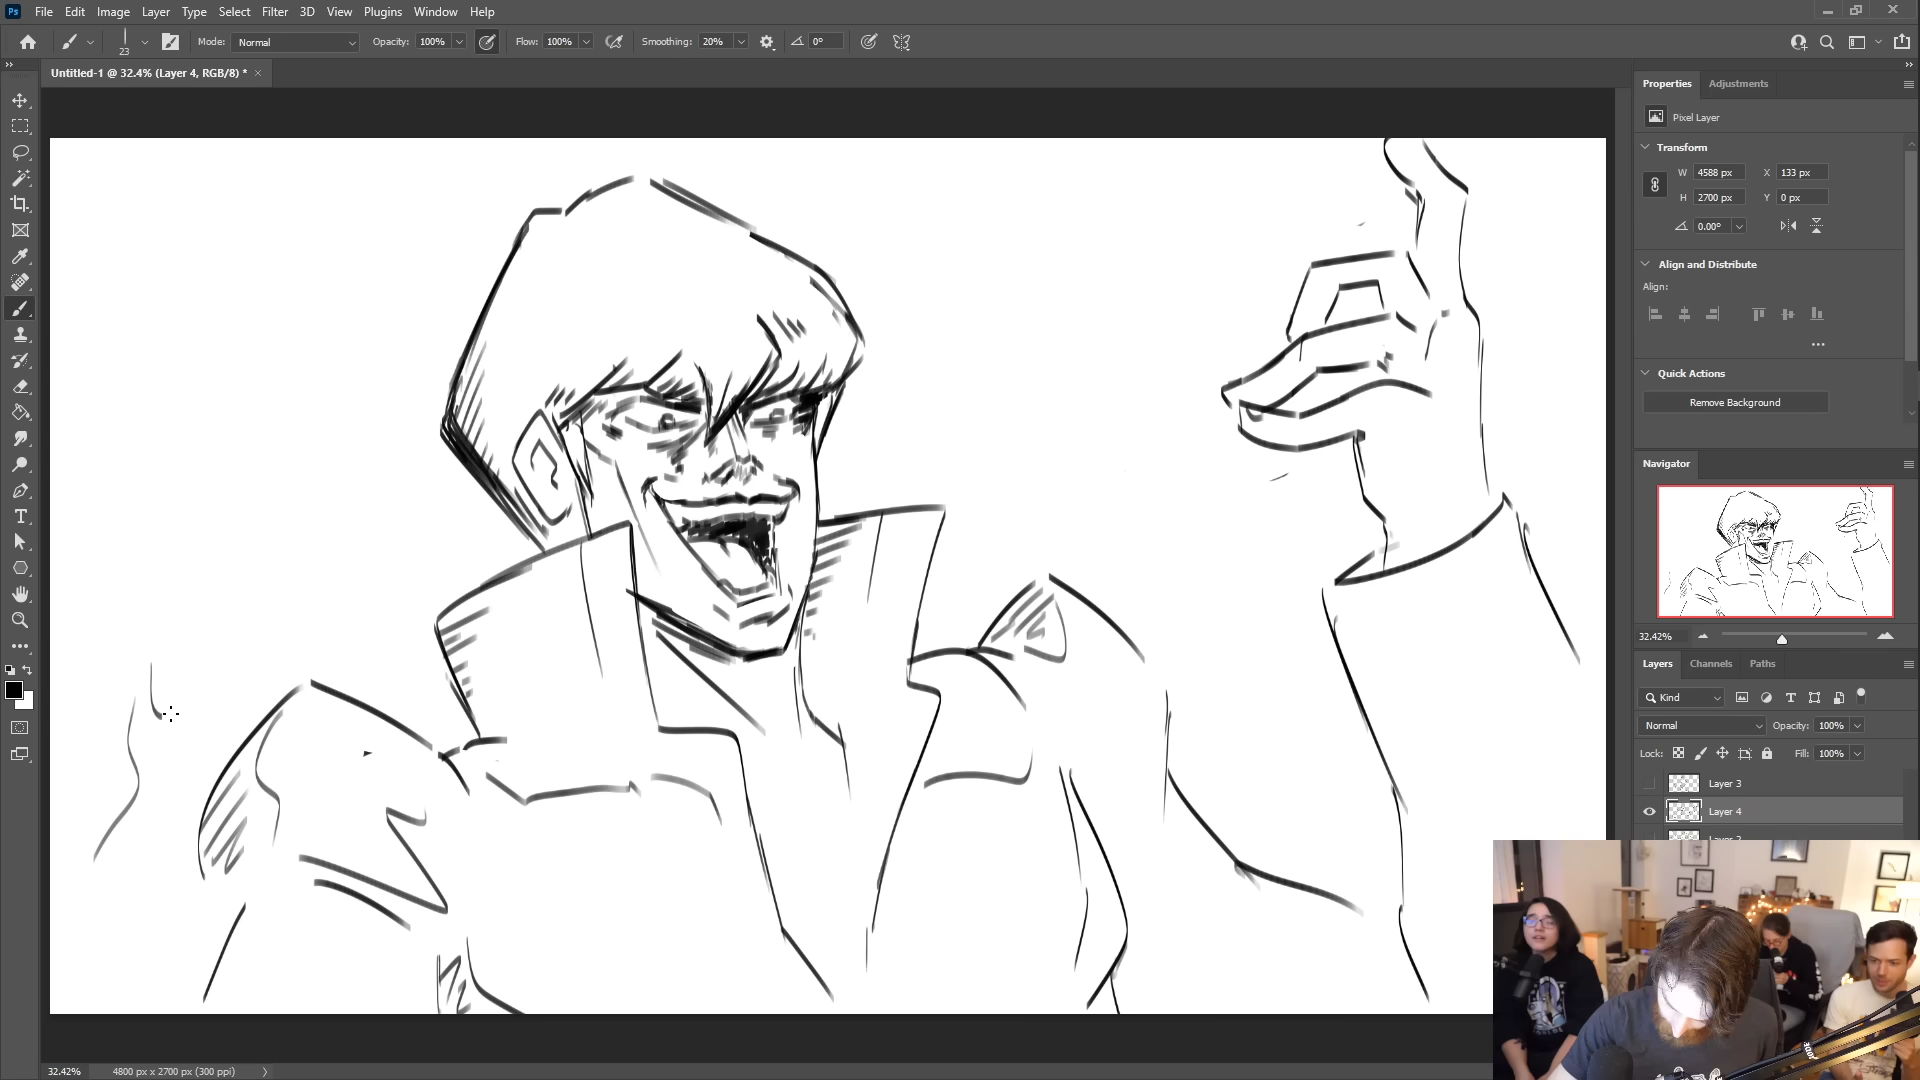 Ps File Edit Image Layer Type Select Filter 3D View Plugins Window Help
23 Mode: Normal Opacity: 100% Flow: 100% Smoothing: 20% 0°
Untitled-1 @ 32.4% (Layer 4, RGB/8) * ×
Properties Adjustments
Pixel Layer
Transform
W 4588 px X 133 px
H 2700 px Y 0 px
0.00°
Align and Distribute
Align:
Quick Actions
Remove Background
Navigator
32.42%
Layers Channels Paths
Kind
Normal Opacity: 100%
Lock: Fill: 100%
Layer 3
Layer 4
Layer 2
32.42% 4800 px x 2700 px (300 ppi)